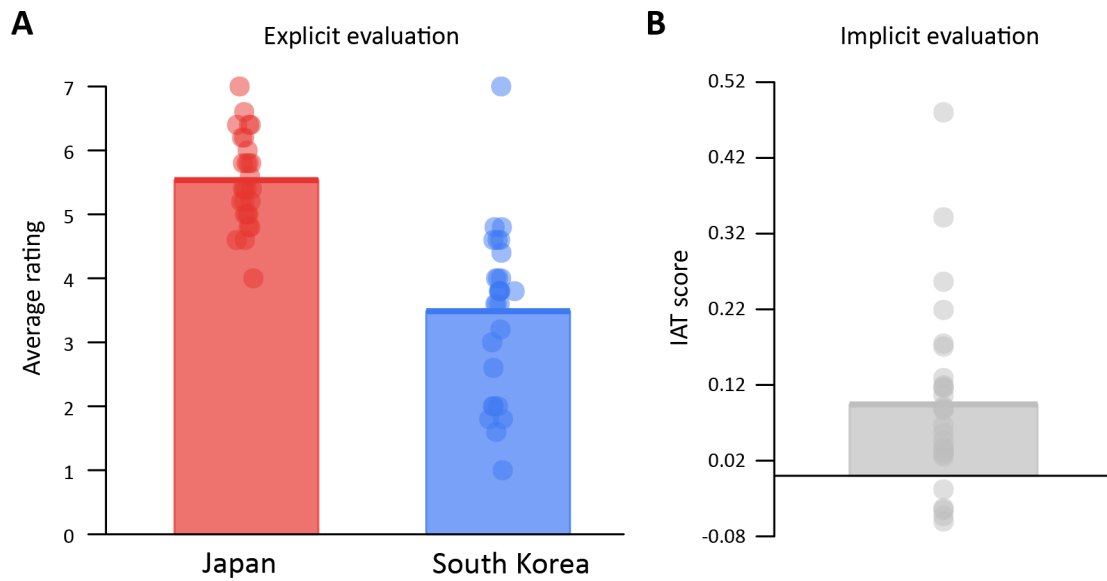 A
Explicit evaluation
Average rating
7
6
5
4
3
2
1
0
Japan
South Korea
B
Implicit evaluation
IAT score
0.52
0.42
0.32
0.22
0.12
0.02
-0.08